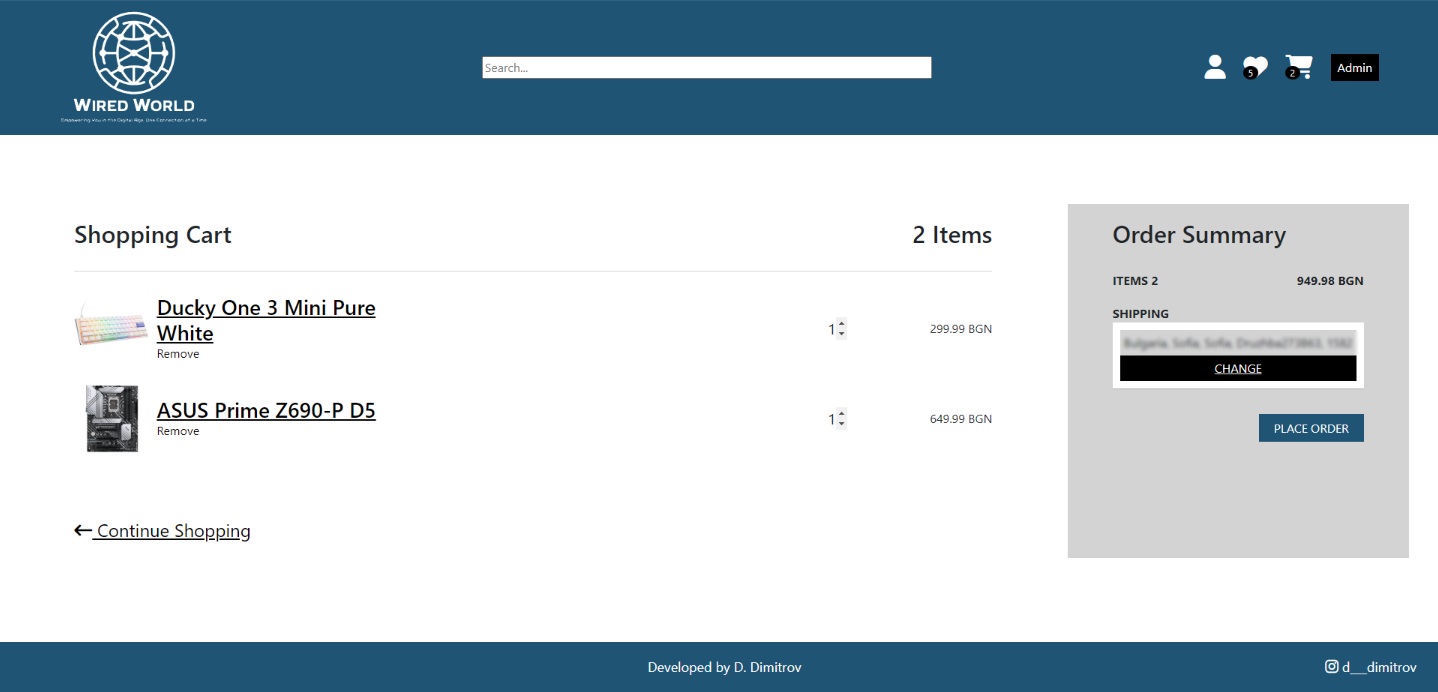 WIRED WORLD
Empowering You in the Digital Age, One Connection at a Time
Search...
5
2
Admin
Shopping Cart
2 Items
Ducky One 3 Mini Pure
White
Remove
1
299.99 BGN
ASUS Prime Z690-P D5
Remove
1
649.99 BGN
Continue Shopping
Order Summary
ITEMS 2
949.98 BGN
SHIPPING
CHANGE
PLACE ORDER
Developed by D. Dimitrov
d___dimitrov